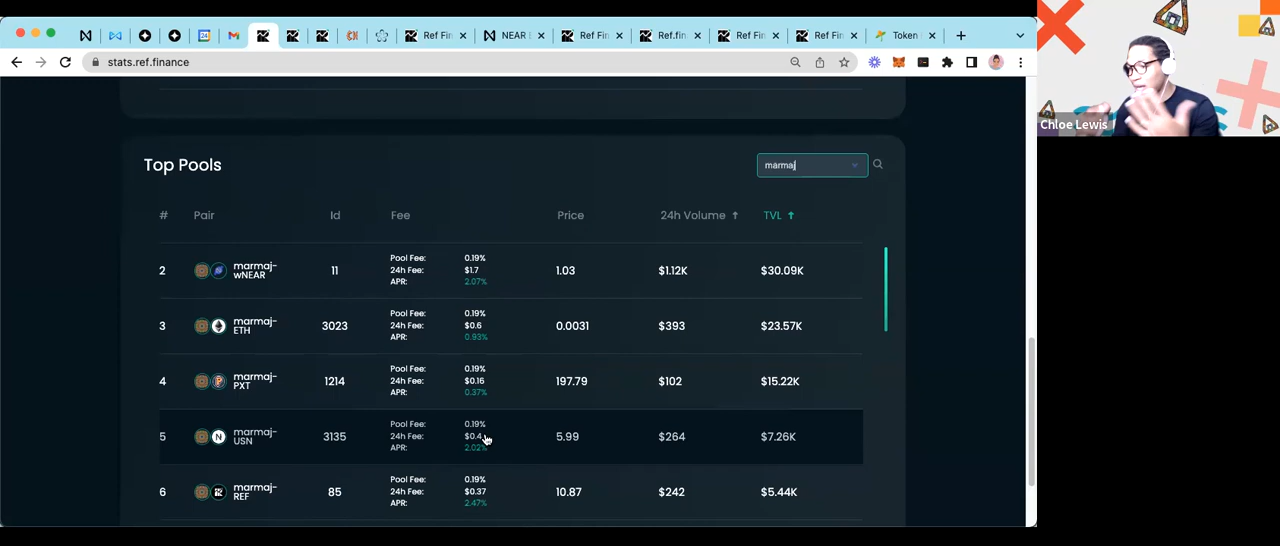 Ref Fin
NEAR
Ref Fin
Ref.fin
Ref Fin
Ref Fin
Token
stats.ref.finance
Chloe Lewis
Top Pools
marmaj
# Pair Id Fee Price 24h Volume ↑ TVL ↑
2 marmaj-wNEAR 11 Pool Fee: 0.19% 1.03 $1.12K $30.09K
24h Fee: $1.7
APR: 2.07%
3 marmaj-ETH 3023 Pool Fee: 0.19% 0.0031 $393 $23.57K
24h Fee: $0.6
APR: 0.93%
4 marmaj-PXT 1214 Pool Fee: 0.19% 197.79 $102 $15.22K
24h Fee: $0.16
APR: 0.37%
5 marmaj-USN 3135 Pool Fee: 0.19% 5.99 $264 $7.26K
24h Fee:
APR: 2.02%
6 marmaj-REF 85 Pool Fee: 0.19% 10.87 $242 $5.44K
24h Fee: $0.37
APR: 2.47%